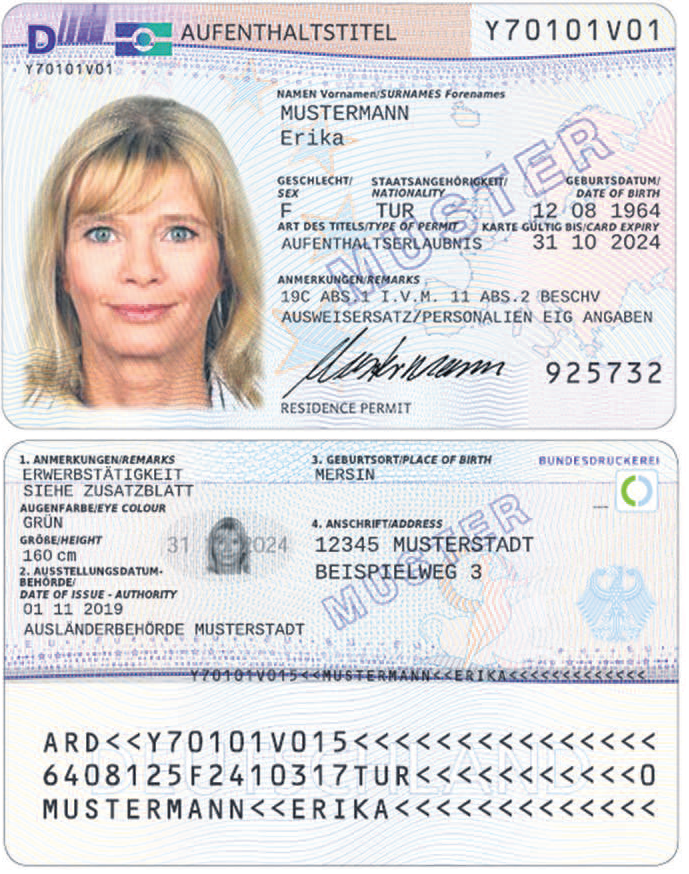 D
AUFENTHALTSTITEL
Y70101V01
Y70101V01
NAMEN Vornamen/SURNAMES Forenames
MUSTERMANN
Erika
GESCHLECHT/
SEX
STAATSANGEHÖRIGKEIT/
NATIONALITY
GEBURTSDATUM/
DATE OF BIRTH
F TUR 12 08 1964
ART DES TITELS/TYPE OF PERMIT KARTE GÜLTIG BIS/CARD EXPIRY
AUFENTHALTSERLAUBNIS 31 10 2024
ANMERKUNGEN/REMARKS
19C ABS.1 I.V.M. 11 ABS.2 BESCHV
AUSWEISERSATZ/PERSONALIEN EIG ANGABEN
MUSTER
Mustermann
925732
RESIDENCE PERMIT
1. ANMERKUNGEN/REMARKS
ERWERBSTÄTIGKEIT
SIEHE ZUSATZBLATT
AUGENFARBE/EYE COLOUR
GRÜN
GRÖßE/HEIGHT
160 cm
2. AUSSTELLUNGSDATUM-
BEHÖRDE/
DATE OF ISSUE - AUTHORITY
01 11 2019
AUSLÄNDERBEHÖRDE MUSTERSTADT
31 2024
3. GEBURTSORT/PLACE OF BIRTH
MERSIN
4. ANSCHRIFT/ADDRESS
12345 MUSTERSTADT
BEISPIELWEG 3
BUNDESDRUCKEREI
MUSTER
Y70101V015<<MUSTERMANN<<ERIKA<<<<<<<<<<<<<
DEUTSCHLAND
ARD<<Y70101V015<<<<<<<<<<<<<<<
6408125F2410317TUR<<<<<<<<<<<0
MUSTERMANN<<ERIKA<<<<<<<<<<<<<